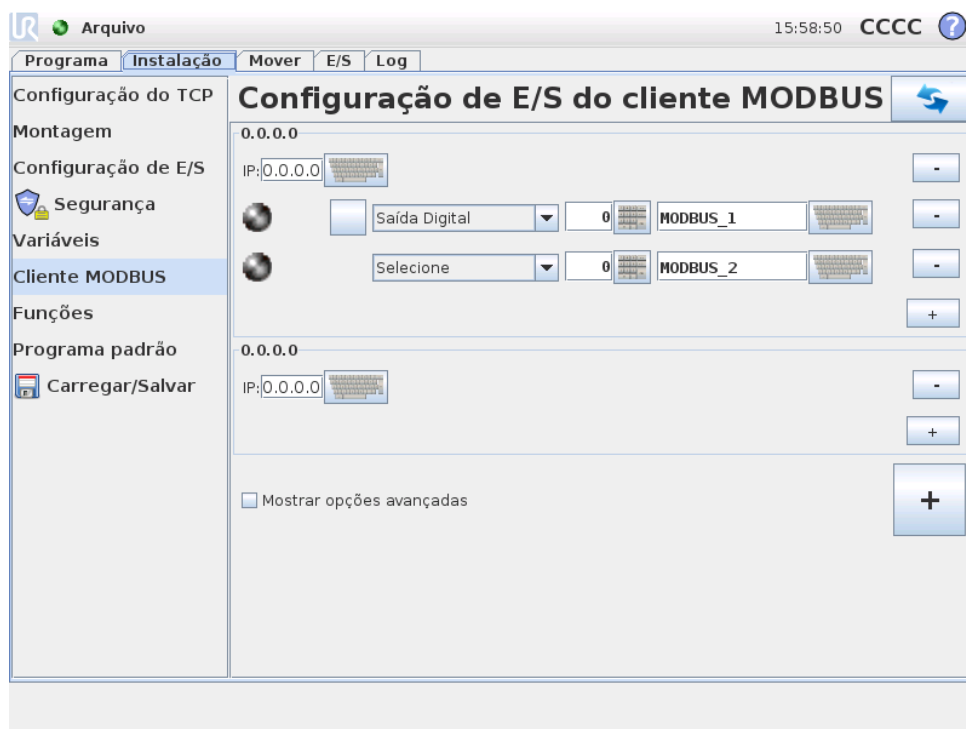 UR Arquivo 15:58:50 CCCC ?
Programa Instalação Mover E/S Log
Configuração do TCP
Montagem
Configuração de E/S
Segurança
Variáveis
Cliente MODBUS
Funções
Programa padrão
Carregar/Salvar
Configuração de E/S do cliente MODBUS
0.0.0.0
IP: 0.0.0.0 -
Saída Digital 0 MODBUS_1 -
Selecione 0 MODBUS_2 -
+
0.0.0.0
IP: 0.0.0.0 -
+
Mostrar opções avançadas +